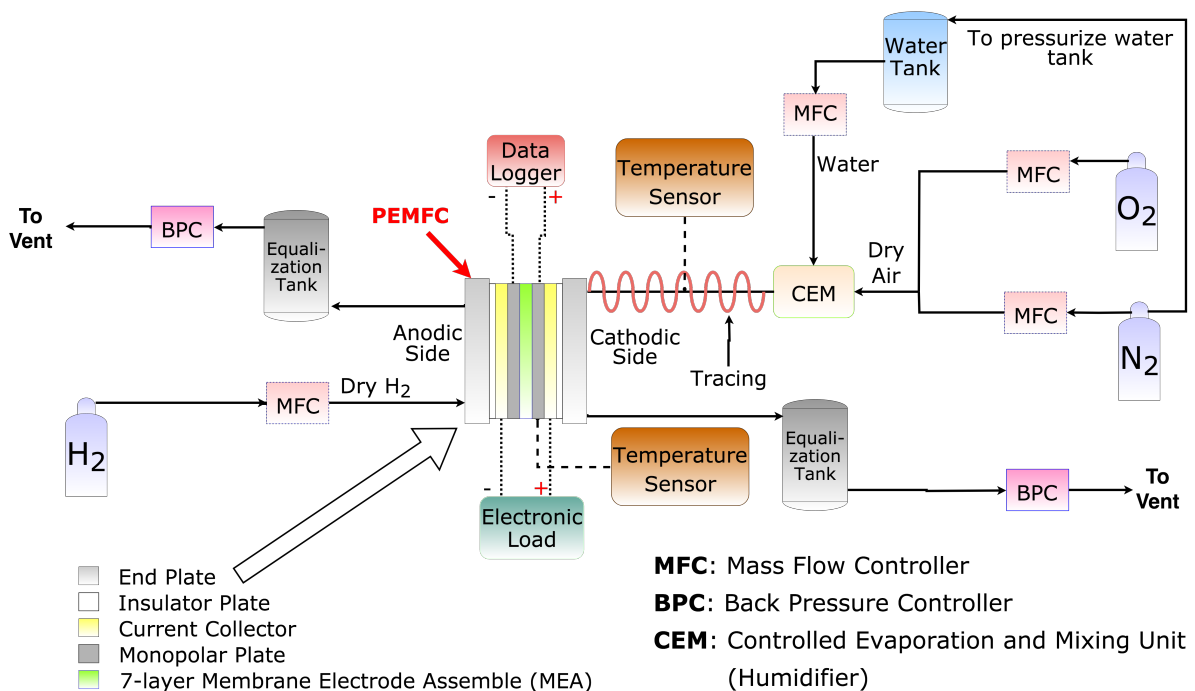 Water
Tank
To pressurize water
tank
MFC
Data
Logger
-
+
Temperature
Sensor
Water
MFC
O2
To
Vent
BPC
PEMFC
Equali-
zation
Tank
Dry
Air
CEM
MFC
N2
Anodic
Side
Cathodic
Side
Tracing
Dry H2
MFC
H2
Temperature
Sensor
Equali-
zation
Tank
BPC
To
Vent
-
+
Electronic
Load
End Plate
Insulator Plate
Current Collector
Monopolar Plate
7-layer Membrane Electrode Assemble (MEA)
MFC: Mass Flow Controller
BPC: Back Pressure Controller
CEM: Controlled Evaporation and Mixing Unit
(Humidifier)